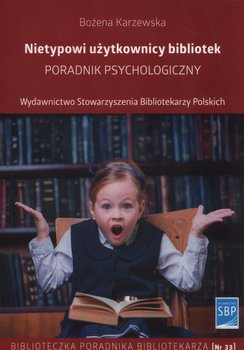 Bożena Karzewska
Nietypowi użytkownicy bibliotek
PORADNIK PSYCHOLOGICZNY
Wydawnictwo Stowarzyszenia Bibliotekarzy Polskich
SBP
BIBLIOTECZKA PORADNIKA BIBLIOTEKARZA [Nr 33]